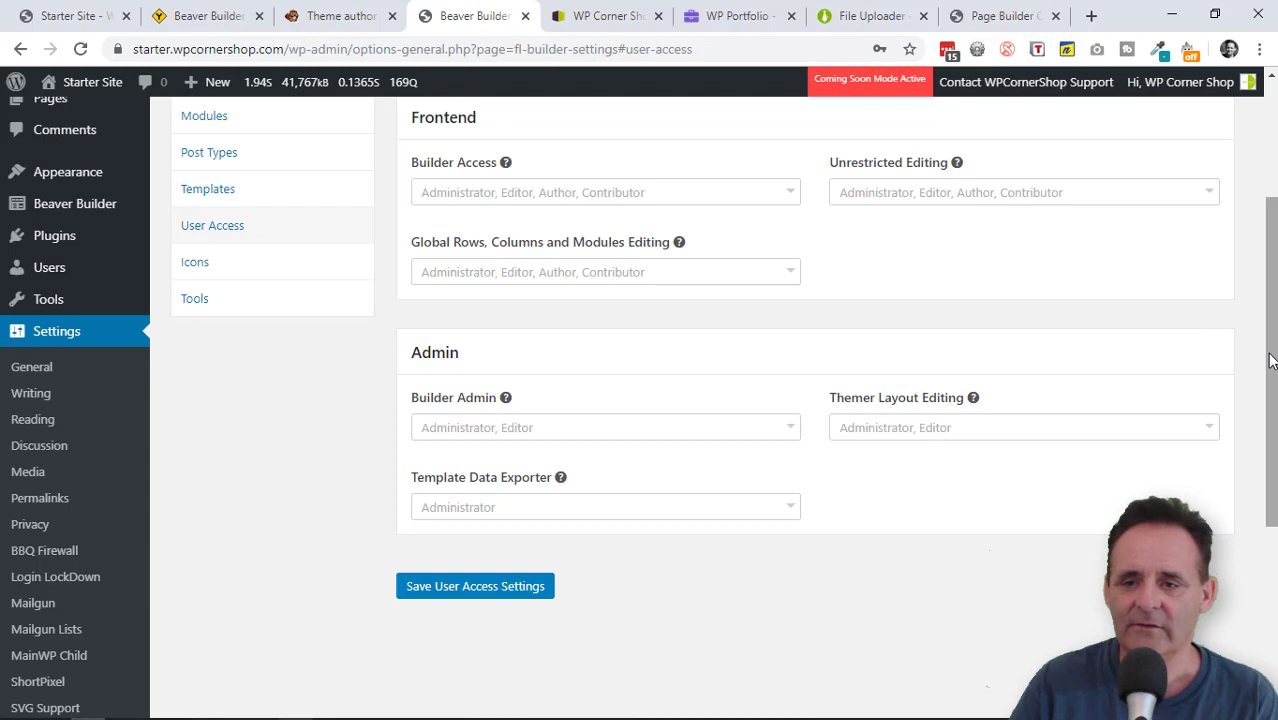 Starter Site - W
Beaver Builder
Theme author
Beaver Builder
WP Corner Sh
WP Portfolio -
File Uploader -
Page Builder C
starter.wpcornershop.com/wp-admin/options-general.php?page=fl-builder-settings#user-access
15
off
Starter Site
0
New
1.94s
41,767kB
0.1365s
169Q
Coming Soon Mode Active
Contact WPCornerShop Support
Hi, WP Corner Shop
Pages
Comments
Appearance
Beaver Builder
Plugins
Users
Tools
Settings
General
Writing
Reading
Discussion
Media
Permalinks
Privacy
BBQ Firewall
Login LockDown
Mailgun
Mailgun Lists
MainWP Child
ShortPixel
SVG Support
Modules
Post Types
Templates
User Access
Icons
Tools
Frontend
Builder Access
Administrator, Editor, Author, Contributor
Unrestricted Editing
Administrator, Editor, Author, Contributor
Global Rows, Columns and Modules Editing
Administrator, Editor, Author, Contributor
Admin
Builder Admin
Administrator, Editor
Themer Layout Editing
Administrator, Editor
Template Data Exporter
Administrator
Save User Access Settings